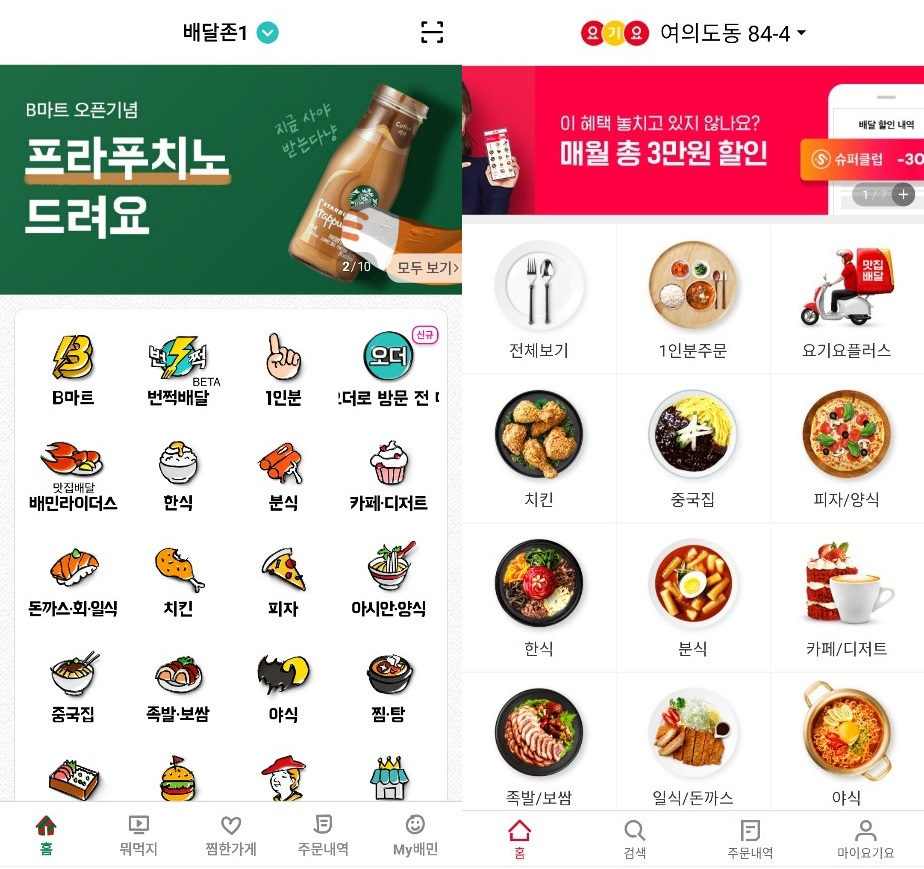 배달존1
B마트 오픈기념
프라푸치노
드려요
지금 사야
받는다냥
Coffee
STARBU
frappu
2/10
모두 보기>
신규
B마트
번쩍
BETA
번쩍배달
1인분
오더
오더로 방문 전
맛집배달
배민라이더스
한식
분식
카페·디저트
돈까스·회·일식
치킨
피자
아시안·양식
중국집
족발·보쌈
야식
찜·탕
홈
뭐먹지
찜한가게
주문내역
My배민
요기요
여의도동 84-4
이 혜택 놓치고 있지 않나요?
매월 총 3만원 할인
배달 할인 내역
슈퍼클럽 -30
1 / 7 +
전체보기
1인분주문
맛집
배달
요기요플러스
치킨
중국집
피자/양식
한식
분식
카페/디저트
족발/보쌈
일식/돈까스
야식
홈
검색
주문내역
마이요기요